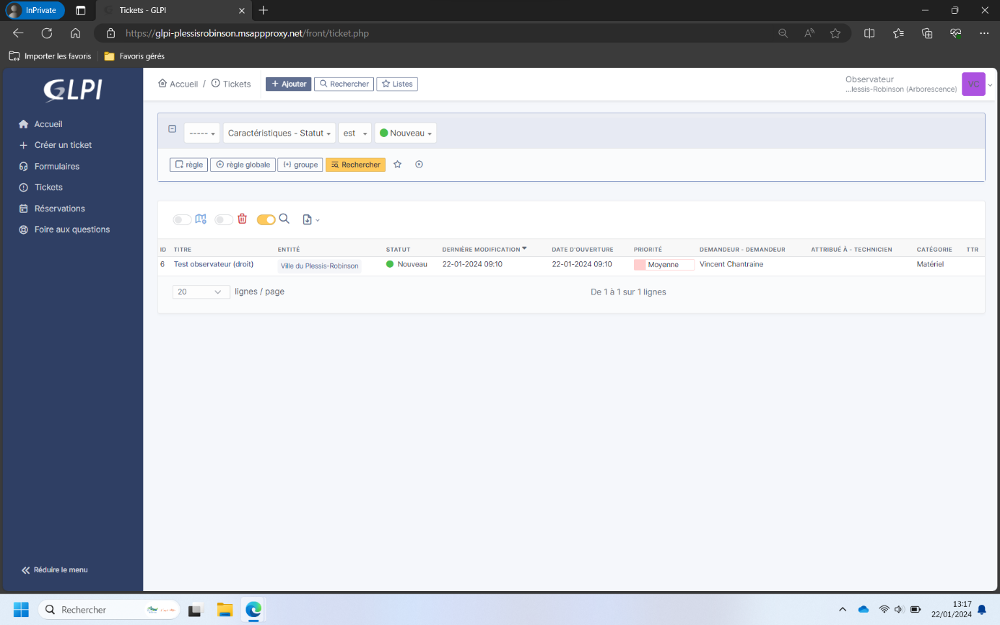 InPrivate
Tickets - GLPI
https://glpi-plessisrobinson.msappproxy.net/front/ticket.php
Importer les favoris
Favoris gérés
GLPI
Accueil
Créer un ticket
Formulaires
Tickets
Réservations
Foire aux questions
Réduire le menu
Accueil / Tickets
Ajouter
Rechercher
Listes
Observateur
...lessis-Robinson (Arborescence)
VC
-----
Caractéristiques - Statut
est
Nouveau
règle
règle globale
groupe
Rechercher
ID TITRE ENTITÉ STATUT DERNIÈRE MODIFICATION DATE D'OUVERTURE PRIORITÉ DEMANDEUR - DEMANDEUR ATTRIBUÉ À - TECHNICIEN CATÉGORIE TTR
6 Test observateur (droit) Ville du Plessis-Robinson Nouveau 22-01-2024 09:10 22-01-2024 09:10 Moyenne Vincent Chantraine Matériel
20 lignes / page De 1 à 1 sur 1 lignes
Rechercher
13:17
22/01/2024